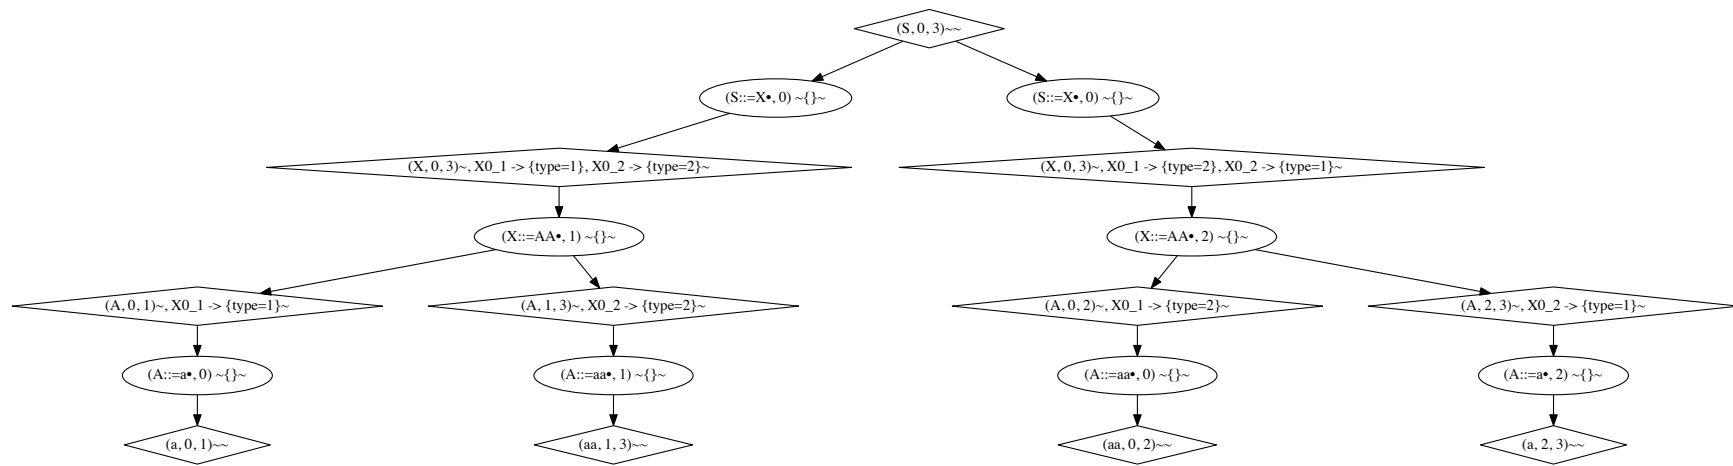 (S, 0, 3)~~
(S::=X•, 0) ~{}~
(S::=X•, 0) ~{}~
(X, 0, 3)~, X0_1 -> {type=1}, X0_2 -> {type=2}~
(X, 0, 3)~, X0_1 -> {type=2}, X0_2 -> {type=1}~
(X::=AA•, 1) ~{}~
(X::=AA•, 2) ~{}~
(A, 0, 1)~, X0_1 -> {type=1}~
(A, 1, 3)~, X0_2 -> {type=2}~
(A, 0, 2)~, X0_1 -> {type=2}~
(A, 2, 3)~, X0_2 -> {type=1}~
(A::=a•, 0) ~{}~
(A::=aa•, 1) ~{}~
(A::=aa•, 0) ~{}~
(A::=a•, 2) ~{}~
(a, 0, 1)~~
(aa, 1, 3)~~
(aa, 0, 2)~~
(a, 2, 3)~~